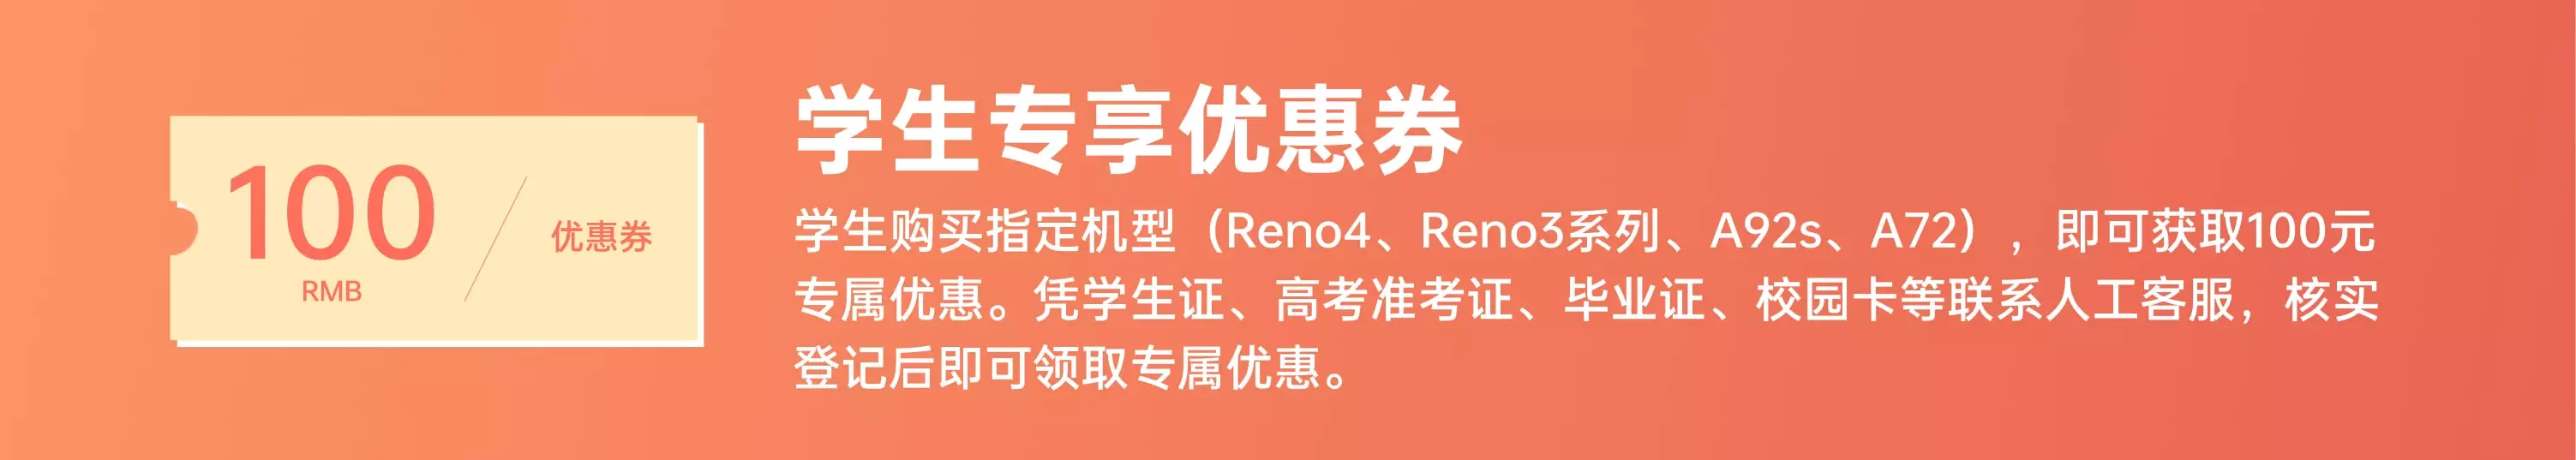 100
RMB
优惠券
学生专享优惠券
学生购买指定机型（Reno4、Reno3系列、A92s、A72），即可获取100元
专属优惠。凭学生证、高考准考证、毕业证、校园卡等联系人工客服，核实
登记后即可领取专属优惠。